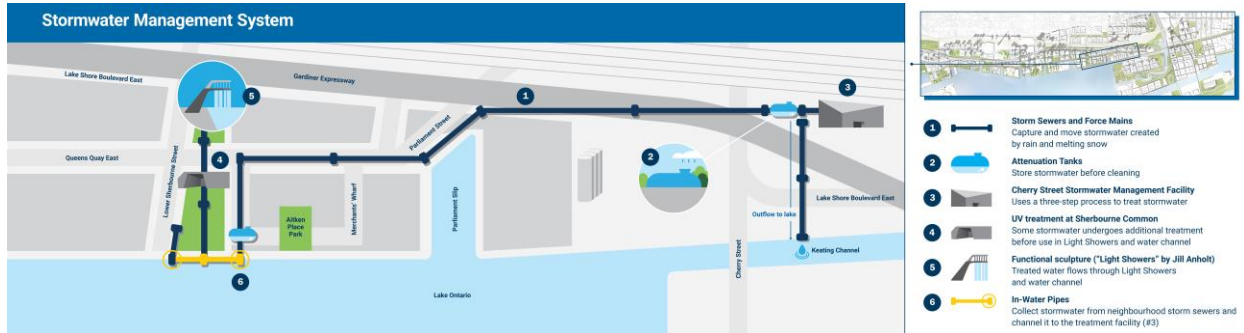 Stormwater Management System
Lake Shore Boulevard East
Gardiner Expressway
5
1
3
Parliament Street
Queens Quay East
4
2
Lower Sherbourne Street
Merchants' Wharf
Aitken
Place
Park
Parliament Slip
Outflow to lake
Lake Shore Boulevard East
Cherry Street
Keating Channel
6
Lake Ontario
1
Storm Sewers and Force Mains
Capture and move stormwater created
by rain and melting snow
2
Attenuation Tanks
Store stormwater before cleaning
3
Cherry Street Stormwater Management Facility
Uses a three-step process to treat stormwater
4
UV treatment at Sherbourne Common
Some stormwater undergoes additional treatment
before use in Light Showers and water channel
5
Functional sculpture ("Light Showers" by Jill Anholt)
Treated water flows through Light Showers
and water channel
6
In-Water Pipes
Collect stormwater from neighbourhood storm sewers and
channel it to the treatment facility (#3)